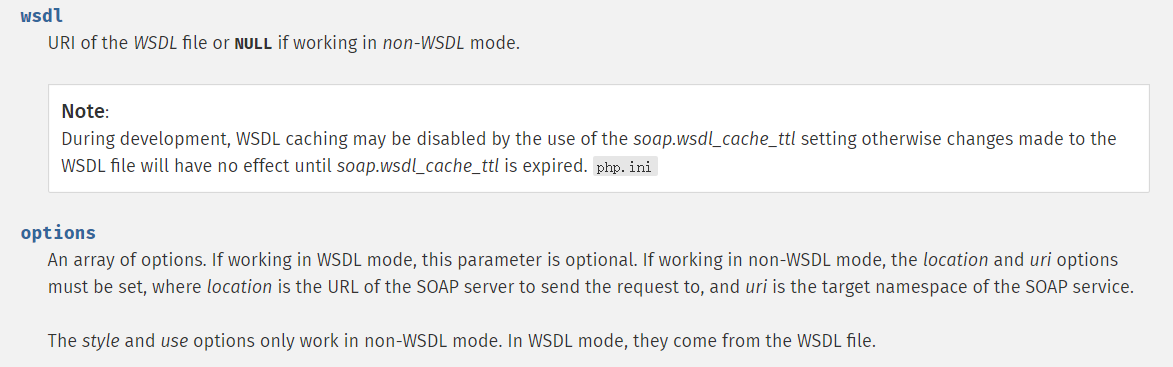 wsdl
URI of the WSDL file or NULL if working in non-WSDL mode.
Note:
During development, WSDL caching may be disabled by the use of the soap.wsdl_cache_ttl setting otherwise changes made to the
WSDL file will have no effect until soap.wsdl_cache_ttl is expired. php.ini
options
An array of options. If working in WSDL mode, this parameter is optional. If working in non-WSDL mode, the location and uri options
must be set, where location is the URL of the SOAP server to send the request to, and uri is the target namespace of the SOAP service.
The style and use options only work in non-WSDL mode. In WSDL mode, they come from the WSDL file.